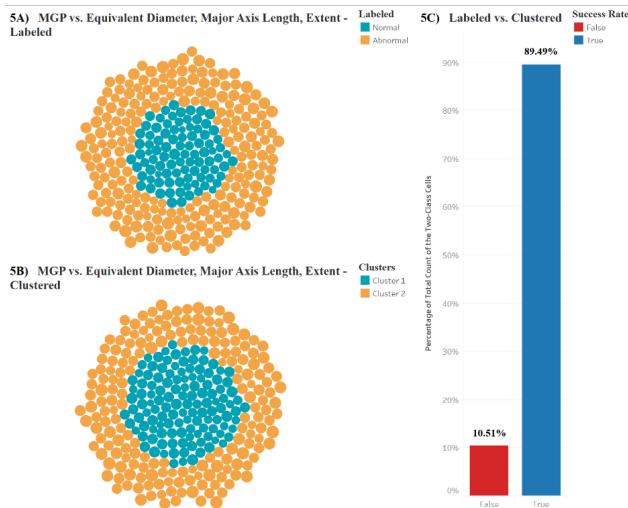 5A) MGP vs. Equivalent Diameter, Major Axis Length, Extent -
Labeled
Labeled
Normal
Abnormal
5B) MGP vs. Equivalent Diameter, Major Axis Length, Extent -
Clustered
Clusters
Cluster 1
Cluster 2
5C) Labeled vs. Clustered
Success Rate
False
True
Percentage of Total Count of the Two-Class Cells
90%
80%
70%
60%
50%
40%
30%
20%
10%
0%
89.49%
10.51%
False
True